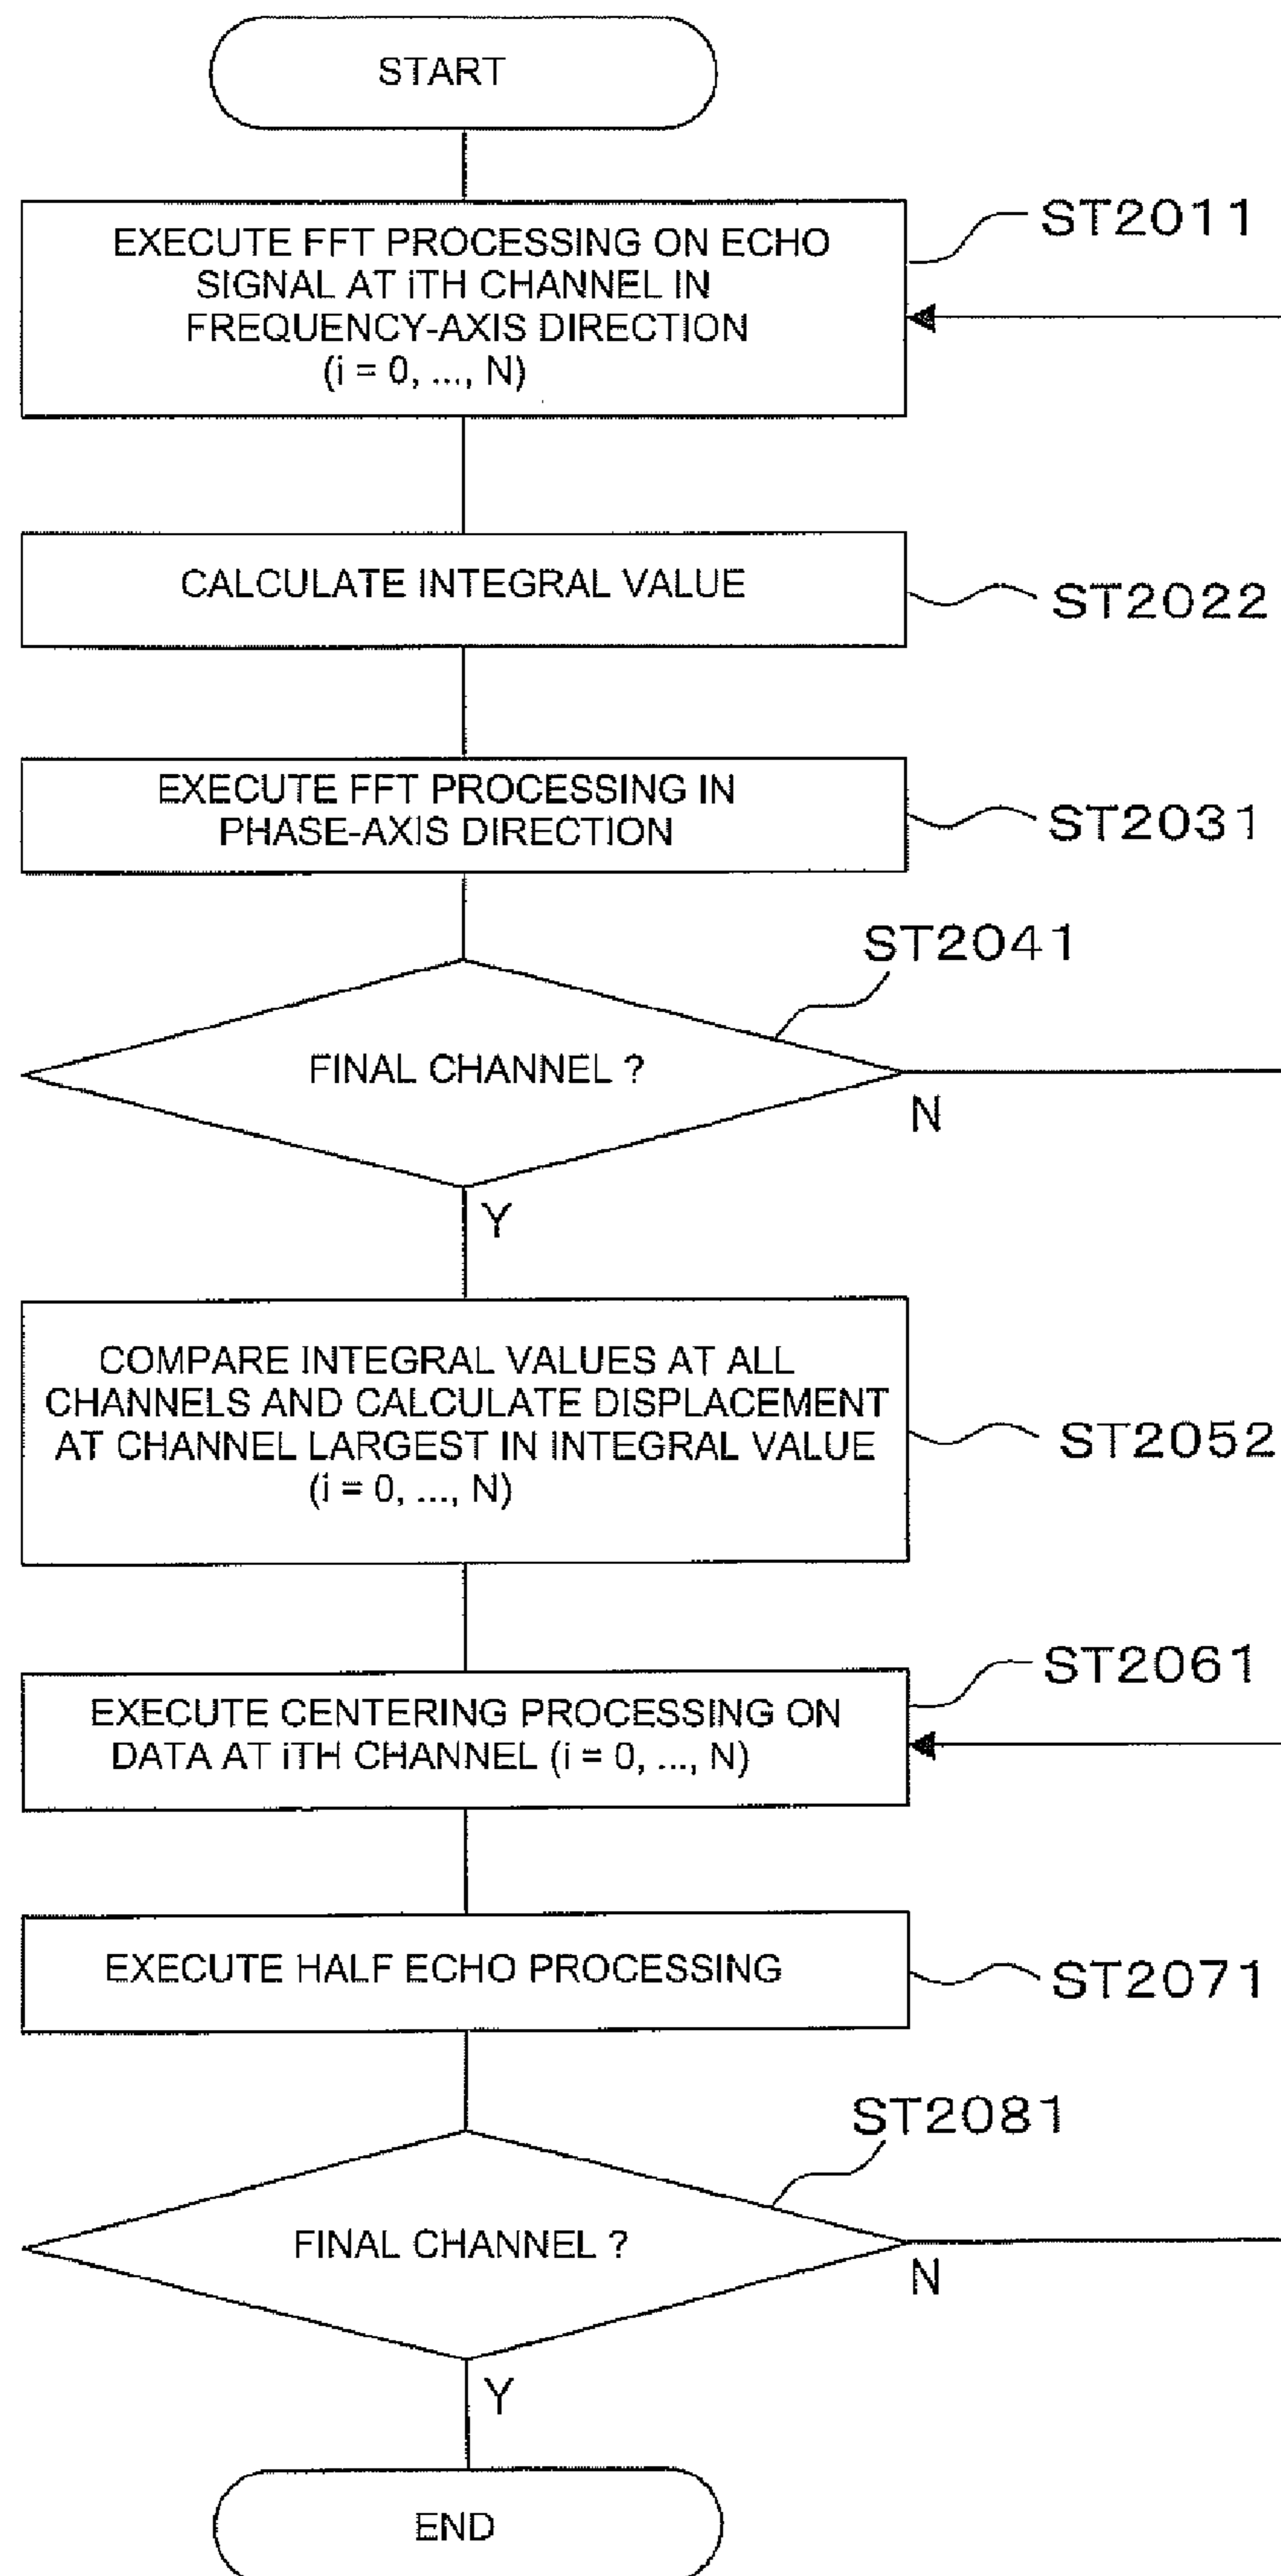 START
EXECUTE FFT PROCESSING ON ECHO
SIGNAL AT iTH CHANNEL IN
FREQUENCY-AXIS DIRECTION
(i = 0, ..., N)
ST2011
CALCULATE INTEGRAL VALUE
ST2022
EXECUTE FFT PROCESSING IN
PHASE-AXIS DIRECTION
ST2031
ST2041
FINAL CHANNEL ?
N
Y
COMPARE INTEGRAL VALUES AT ALL
CHANNELS AND CALCULATE DISPLACEMENT
AT CHANNEL LARGEST IN INTEGRAL VALUE
(i = 0, ..., N)
ST2052
EXECUTE CENTERING PROCESSING ON
DATA AT iTH CHANNEL (i = 0, ..., N)
ST2061
EXECUTE HALF ECHO PROCESSING
ST2071
ST2081
FINAL CHANNEL ?
N
Y
END